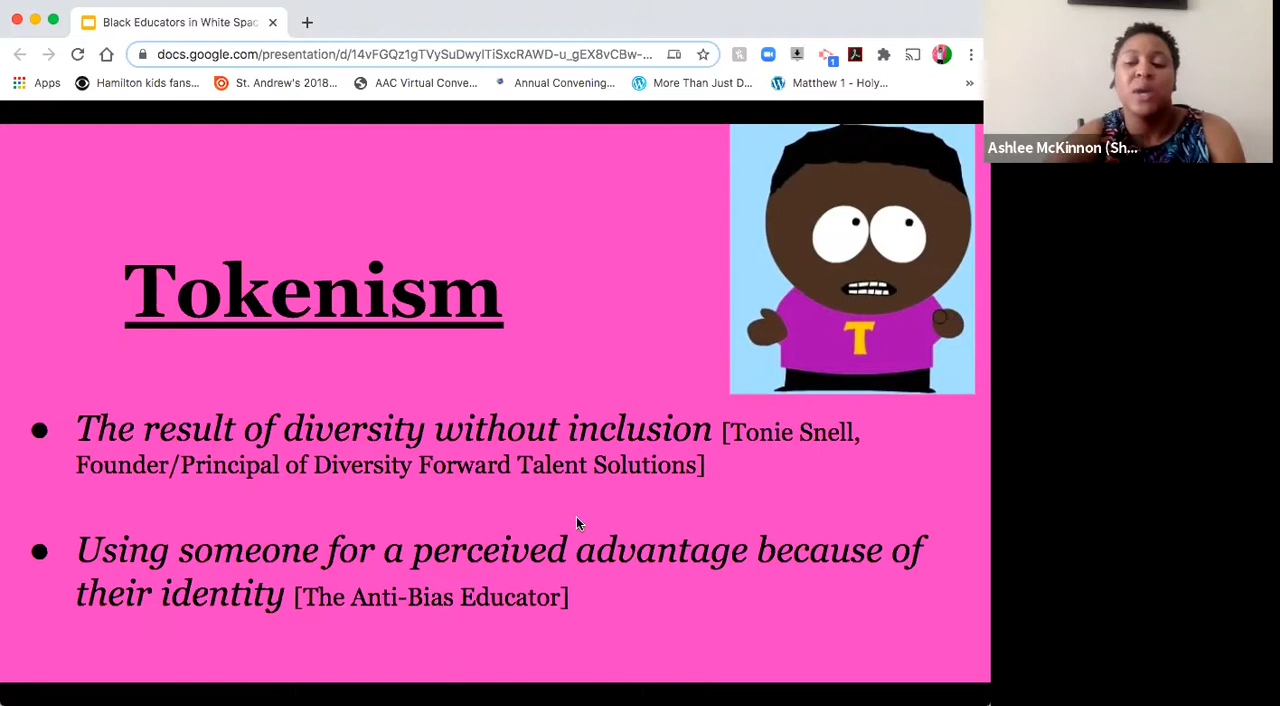 Black Educators in White Spac
docs.google.com/presentation/d/14vFGQz1gTVySuDwyITiSxcRAWD-u_gEX8vCBw-...
1
Apps Hamilton kids fans... St. Andrew's 2018... AAC Virtual Conve... Annual Convening... More Than Just D... Matthew 1 - Holy... »
Ashlee McKinnon (Sh...
T
Tokenism
● The result of diversity without inclusion [Tonie Snell,
Founder/Principal of Diversity Forward Talent Solutions]
● Using someone for a perceived advantage because of
their identity [The Anti-Bias Educator]